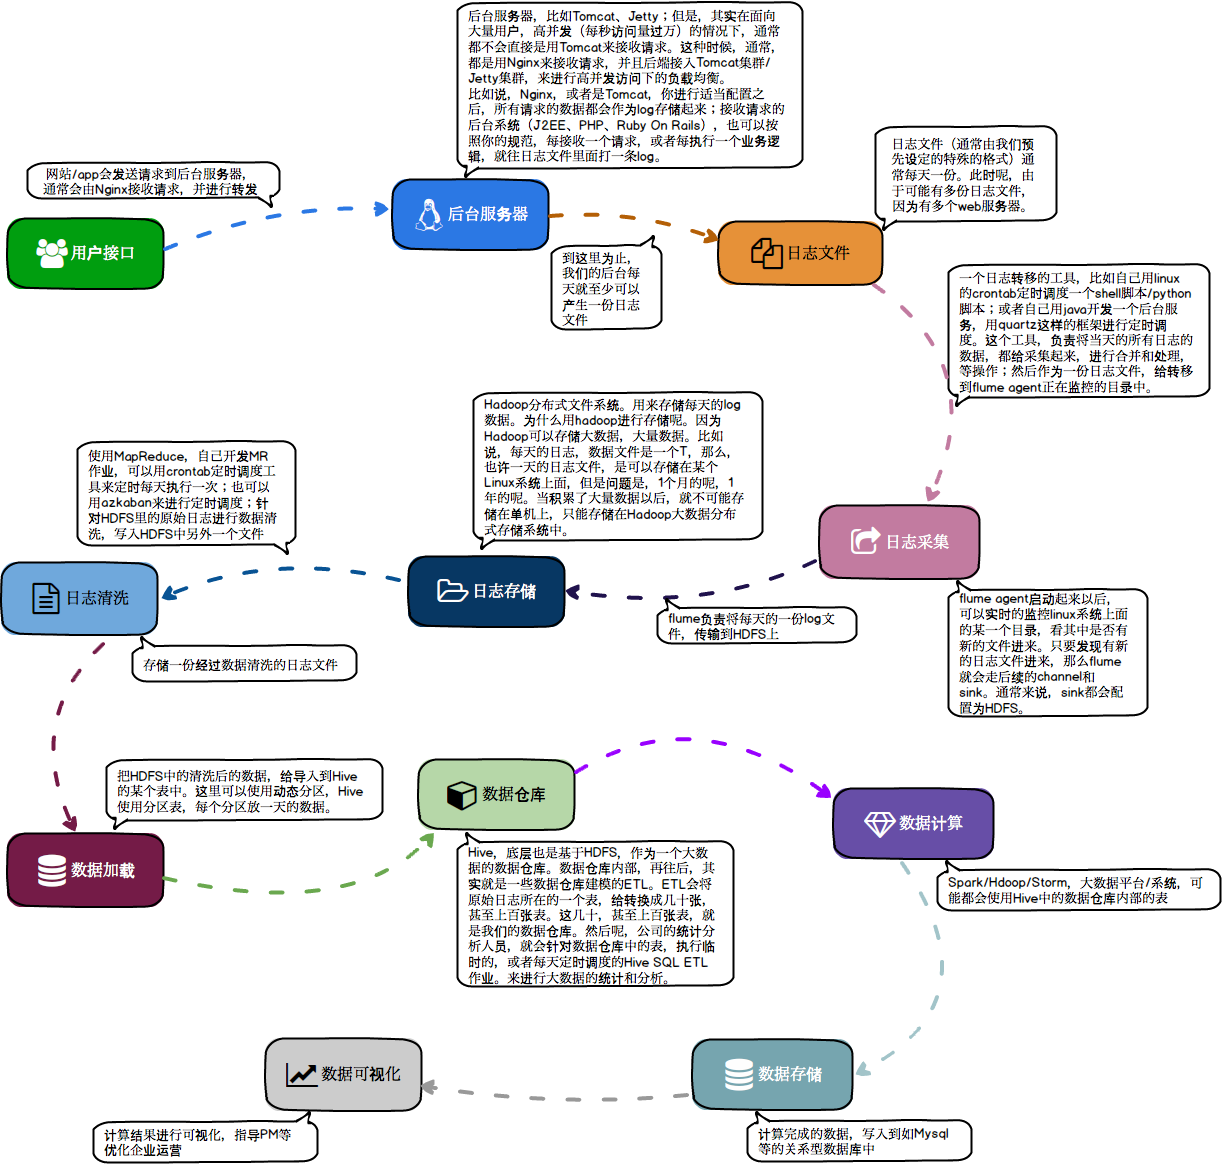 后台服务器，比如Tomcat、Jetty；但是，其实在面向
大量用户，高并发（每秒访问量过万）的情况下，通常
都不会直接是用Tomcat来接收请求。这种时候，通常，
都是用Nginx来接收请求，并且后端接入Tomcat集群/
Jetty集群，来进行高并发访问下的负载均衡。
比如说，Nginx，或者是Tomcat，你进行适当配置之
后，所有请求的数据都会作为log存储起来；接收请求的
后台系统（J2EE、PHP、Ruby On Rails），也可以按
照你的规范，每接收一个请求，或者每执行一个业务逻
辑，就往日志文件里面打一条log。
网站/app会发送请求到后台服务器，
通常会由Nginx接收请求，并进行转发
用户接口
后台服务器
到这里为止，
我们的后台每
天就至少可以
产生一份日志
文件
日志文件
日志文件（通常由我们预
先设定的特殊的格式）通
常每天一份。此时呢，由
于可能有多份日志文件，
因为有多个web服务器。
一个日志转移的工具，比如自己用linux
的crontab定时调度一个shell脚本/python
脚本；或者自己用java开发一个后台服
务，用quartz这样的框架进行定时调
度。这个工具，负责将当天的所有日志的
数据，都给采集起来，进行合并和处理，
等操作；然后作为一份日志文件，给转移
到flume agent正在监控的目录中。
日志采集
flume agent启动起来以后，
可以实时的监控linux系统上面
的某一个目录，看其中是否有
新的文件进来。只要发现有新
的日志文件进来，那么flume
就会走后续的channel和
sink。通常来说，sink都会配
置为HDFS。
flume负责将每天的一份log文
件，传输到HDFS上
Hadoop分布式文件系统。用来存储每天的log
数据。为什么用hadoop进行存储呢。因为
Hadoop可以存储大数据，大量数据。比如
说，每天的日志，数据文件是一个T，那么，
也许一天的日志文件，是可以存储在某个
Linux系统上面，但是问题是，1个月的呢，1
年的呢。当积累了大量数据以后，就不可能存
储在单机上，只能存储在Hadoop大数据分布
式存储系统中。
日志存储
使用MapReduce，自己开发MR
作业，可以用crontab定时调度工
具来定时每天执行一次；也可以
用azkaban来进行定时调度；针
对HDFS里的原始日志进行数据清
洗，写入HDFS中另外一个文件
日志清洗
存储一份经过数据清洗的日志文件
把HDFS中的清洗后的数据，给导入到Hive
的某个表中。这里可以使用动态分区，Hive
使用分区表，每个分区放一天的数据。
数据加载
数据仓库
Hive，底层也是基于HDFS，作为一个大数
据的数据仓库。数据仓库内部，再往后，其
实就是一些数据仓库建模的ETL。ETL会将
原始日志所在的一个表，给转换成几十张，
甚至上百张表。这几十，甚至上百张表，就
是我们的数据仓库。然后呢，公司的统计分
析人员，就会针对数据仓库中的表，执行临
时的，或者每天定时调度的Hive SQL ETL
作业。来进行大数据的统计和分析。
数据计算
Spark/Hdoop/Storm，大数据平台/系统，可
能都会使用Hive中的数据仓库内部的表
数据存储
计算完成的数据，写入到如Mysql
等的关系型数据库中
数据可视化
计算结果进行可视化，指导PM等
优化企业运营